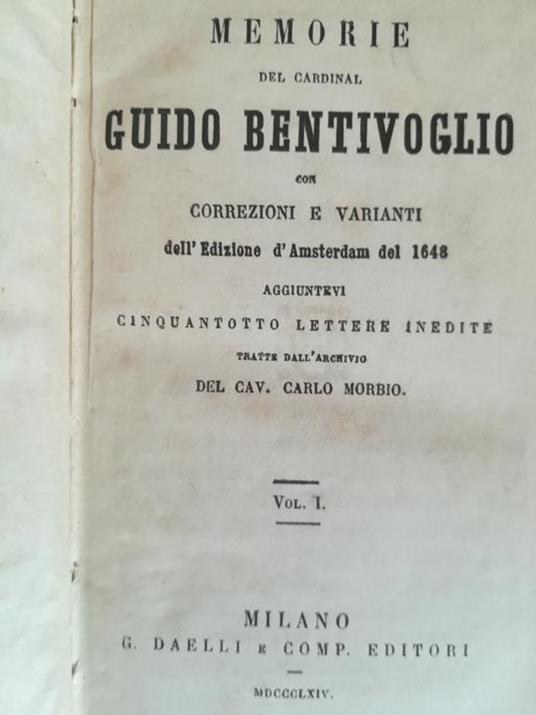 MEMORIE
DEL CARDINAL
GUIDO BENTIVOGLIO
CON
CORREZIONI E VARIANTI
dell'Edizione d'Amsterdam del 1648
AGGIUNTEVI
CINQUANTOTTO LETTERE INEDITE
TRATTE DALL'ARCHIVIO
DEL CAV. CARLO MORBIO.
VOL. I.
MILANO
G. DAELLI E COMP. EDITORI
MDCCCLXIV.